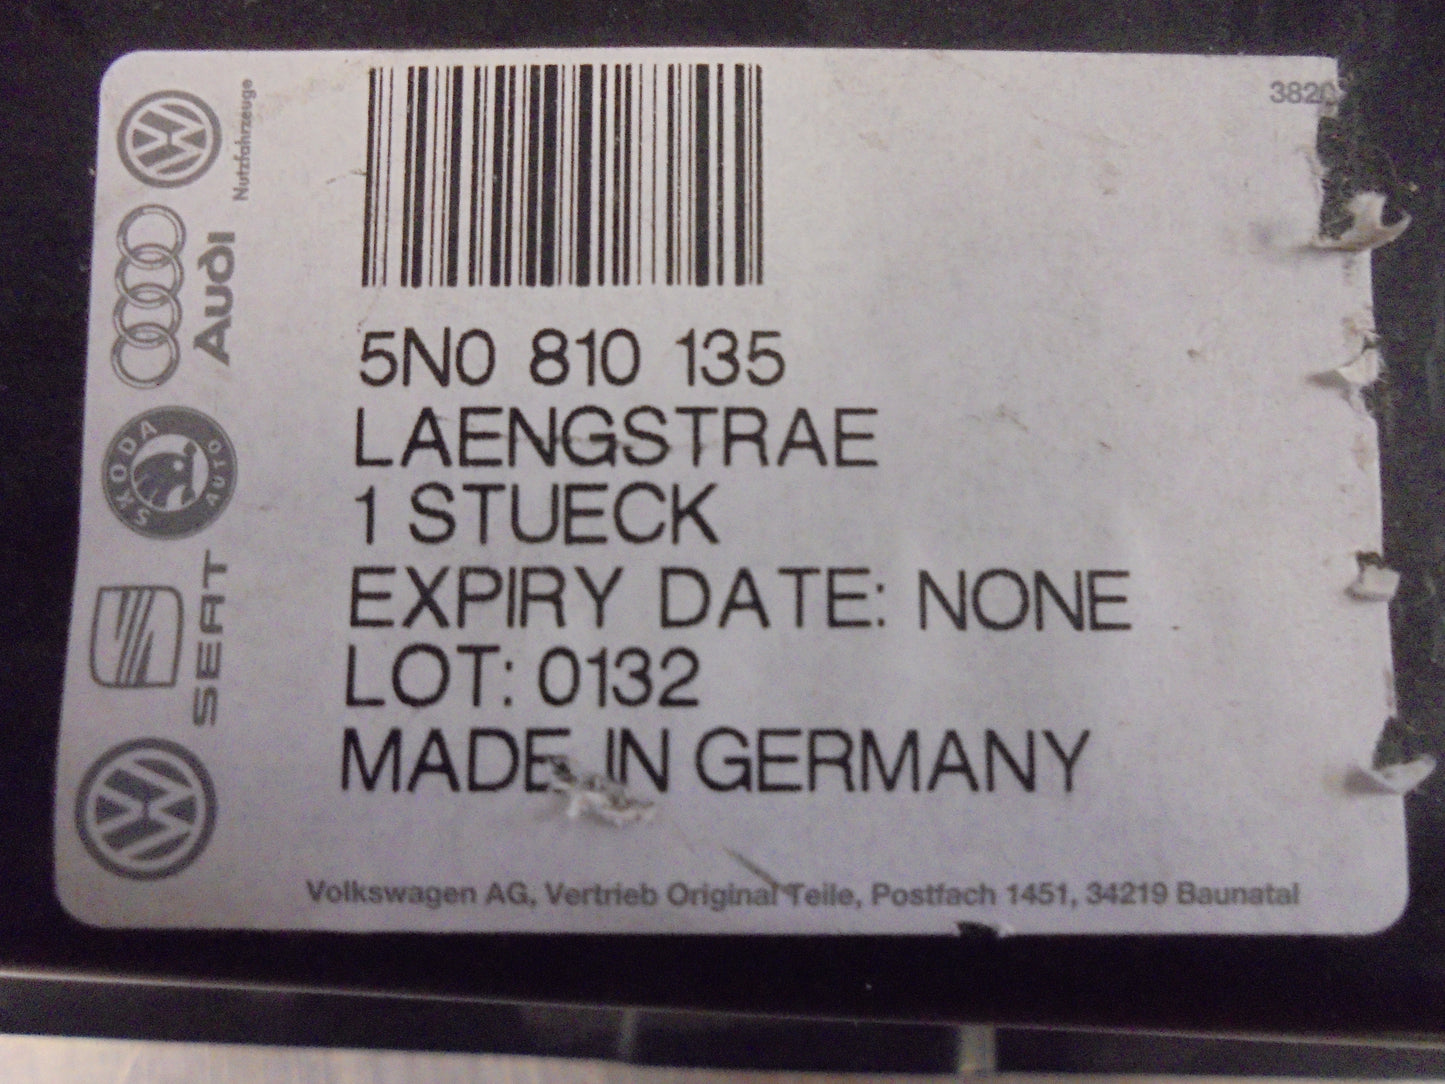 Nutzfahrzeuge
Audi
SKODA
AUTO
SEAT
5N0 810 135
LAENGSTRAE
1 STUECK
EXPIRY DATE: NONE
LOT: 0132
MADE IN GERMANY
Volkswagen AG, Vertrieb Original Teile, Postfach 1451, 34219 Baunatal